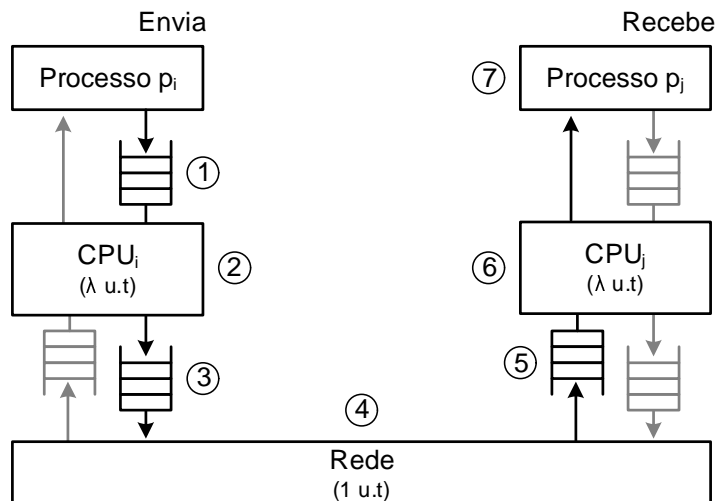 Envia
Recebe
Processo pi
7
Processo pj
1
CPUi
(λ u.t)
2
6
CPUj
(λ u.t)
3
5
4
Rede
(1 u.t)